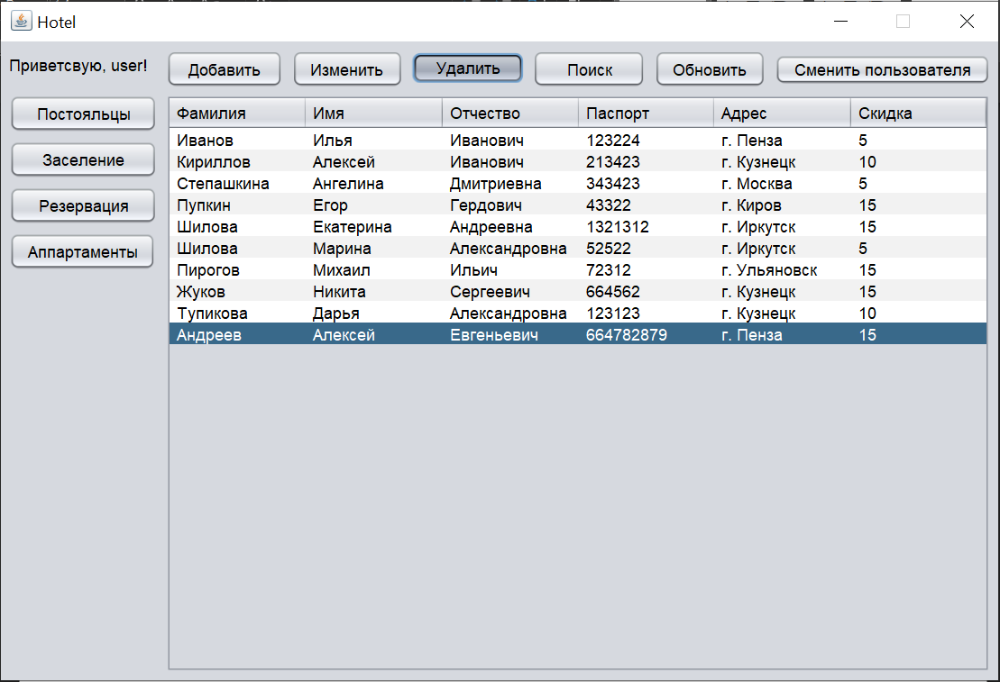 Hotel
Приветсвую, user! Добавить Изменить Удалить Поиск Обновить Сменить пользователя
Постояльцы
Заселение
Резервация
Аппартаменты
Фамилия Имя Отчество Паспорт Адрес Скидка
Иванов Илья Иванович 123224 г. Пенза 5
Кириллов Алексей Иванович 213423 г. Кузнецк 10
Степашкина Ангелина Дмитриевна 343423 г. Москва 5
Пупкин Егор Гердович 43322 г. Киров 15
Шилова Екатерина Андреевна 1321312 г. Иркутск 15
Шилова Марина Александровна 52522 г. Иркутск 5
Пирогов Михаил Ильич 72312 г. Ульяновск 15
Жуков Никита Сергеевич 664562 г. Кузнецк 15
Тупикова Дарья Александровна 123123 г. Кузнецк 10
Андреев Алексей Евгеньевич 664782879 г. Пенза 15